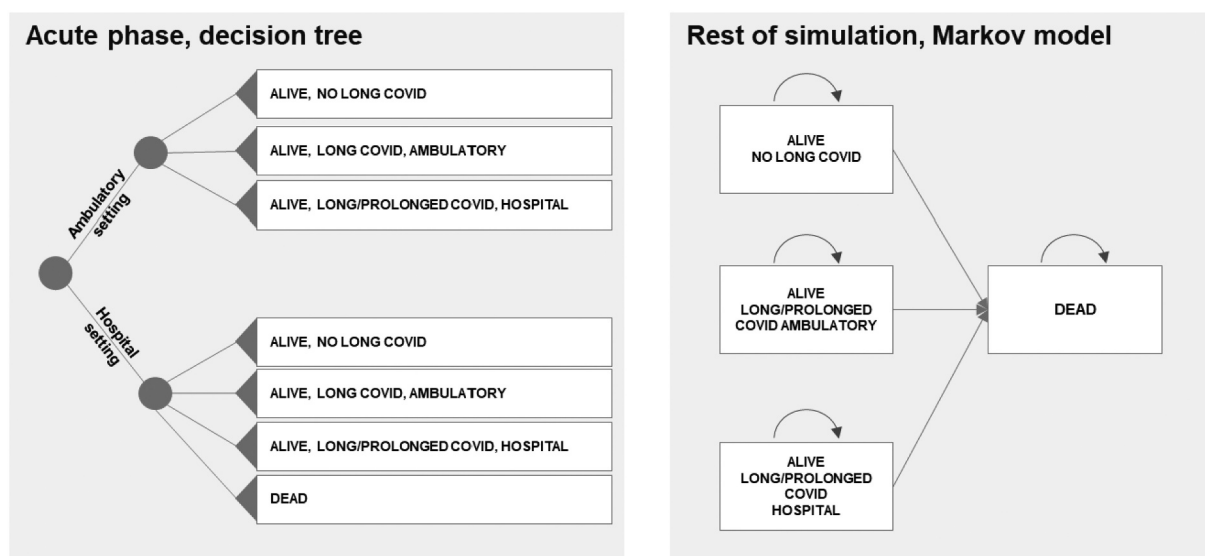 Acute phase, decision tree
ALIVE, NO LONG COVID
ALIVE, LONG COVID, AMBULATORY
ALIVE, LONG/PROLONGED COVID, HOSPITAL
Ambulatory
setting
Hospital
setting
ALIVE, NO LONG COVID
ALIVE, LONG COVID, AMBULATORY
ALIVE, LONG/PROLONGED COVID, HOSPITAL
DEAD
Rest of simulation, Markov model
ALIVE
NO LONG COVID
ALIVE
LONG/PROLONGED
COVID AMBULATORY
DEAD
ALIVE
LONG/PROLONGED
COVID
HOSPITAL